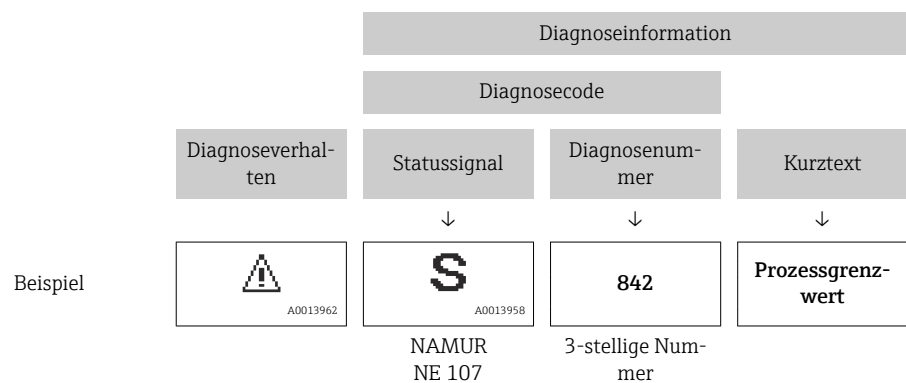 Diagnoseinformation
Diagnosecode
Diagnoseverhal-
ten
Statussignal
Diagnosenum-
mer
Kurztext
↓ ↓ ↓
Beispiel
A0013962
S
A0013958
842
Prozessgrenz-
wert
NAMUR
NE 107
3-stellige Num-
mer